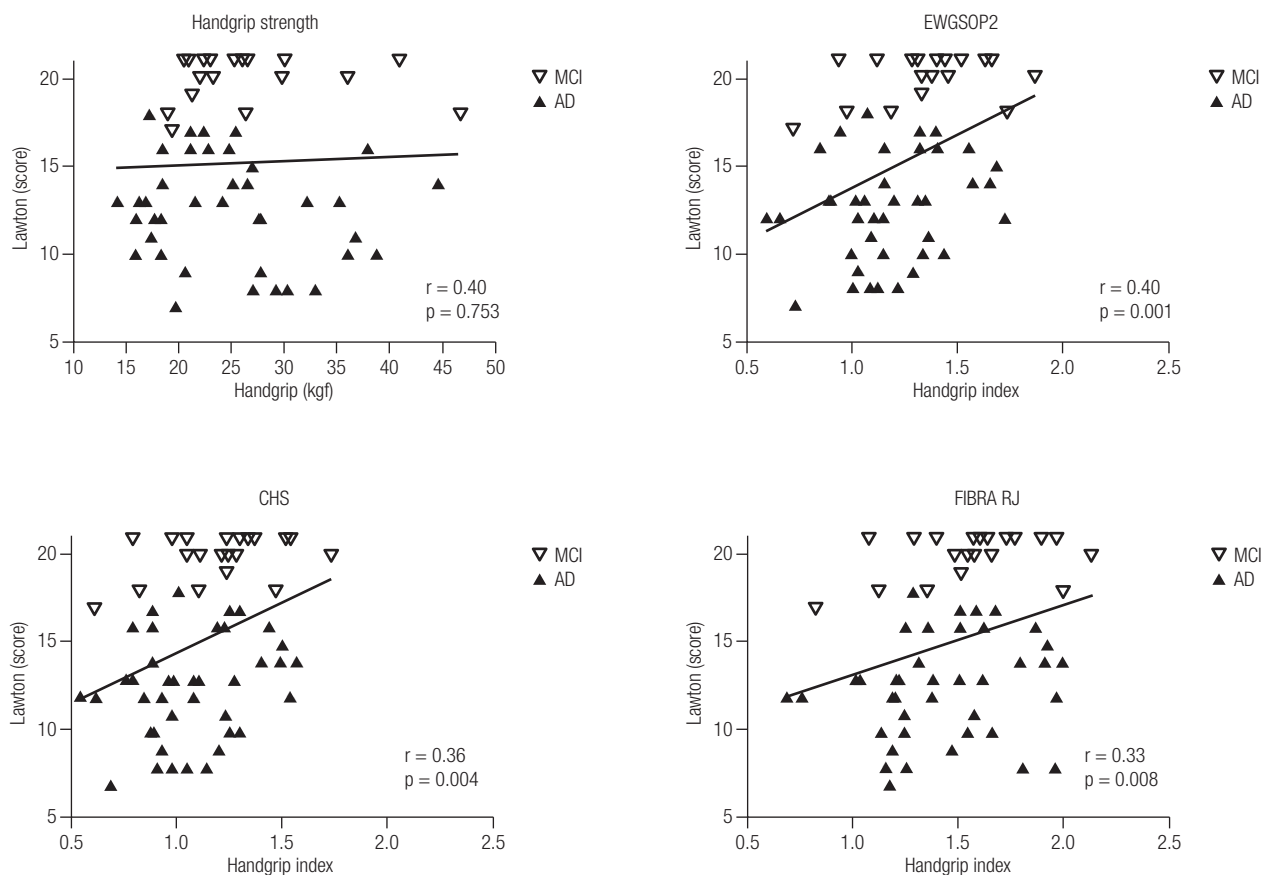 Handgrip strength
MCI
AD
Lawton (score)
20
15
10
5
r = 0.40
p = 0.753
10 15 20 25 30 35 40 45 50
Handgrip (kgf)
EWGSOP2
MCI
AD
Lawton (score)
20
15
10
5
r = 0.40
p = 0.001
0.5 1.0 1.5 2.0 2.5
Handgrip index
CHS
MCI
AD
Lawton (score)
20
15
10
5
r = 0.36
p = 0.004
0.5 1.0 1.5 2.0 2.5
Handgrip index
FIBRA RJ
MCI
AD
Lawton (score)
20
15
10
5
r = 0.33
p = 0.008
0.5 1.0 1.5 2.0 2.5
Handgrip index